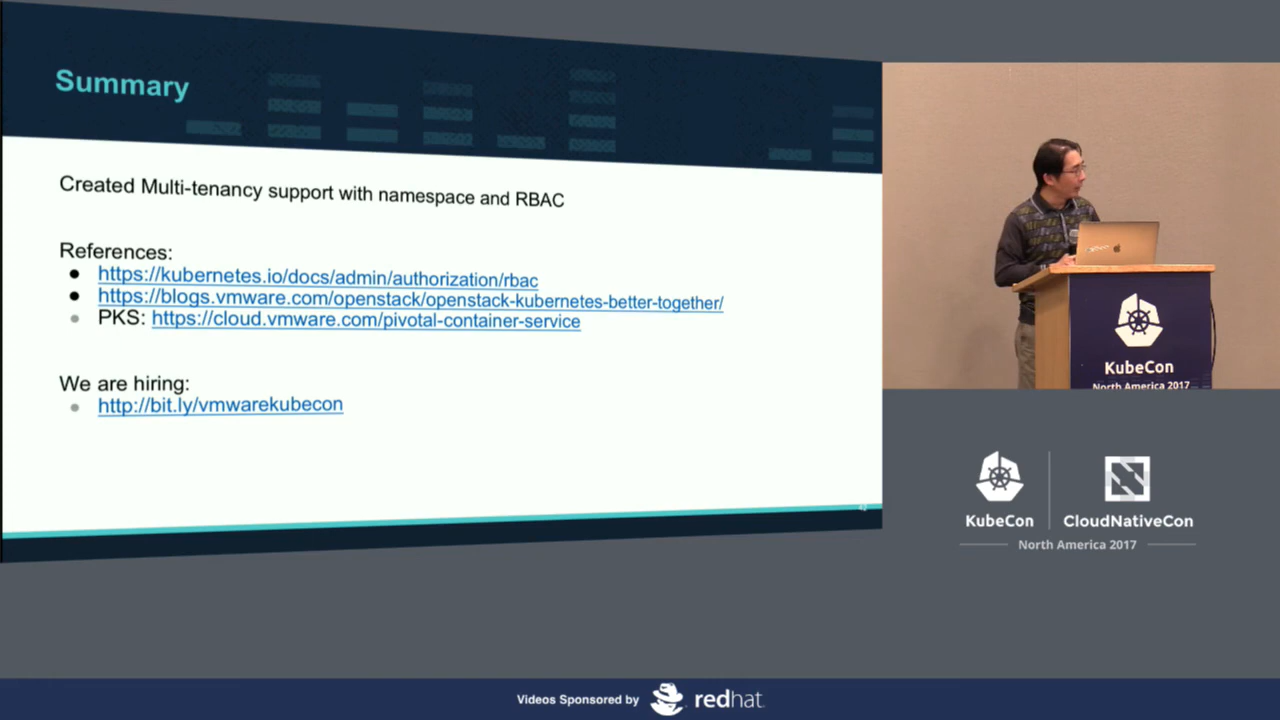 Summary
Created Multi-tenancy support with namespace and RBAC
References:
https://kubernetes.io/docs/admin/authorization/rbac
https://blogs.vmware.com/openstack/openstack-kubernetes-better-together/
PKS: https://cloud.vmware.com/pivotal-container-service
We are hiring:
http://bit.ly/vmwarekubecon
KubeCon
North America 2017
KubeCon
CloudNativeCon
North America 2017
Videos Sponsored by redhat